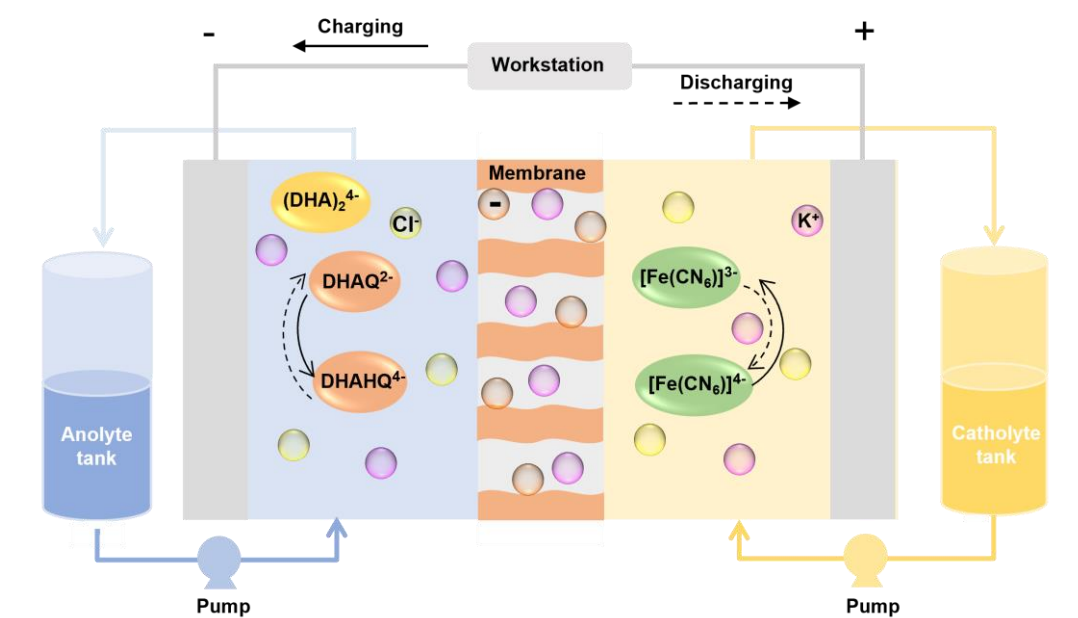 -
Charging
Workstation
+
Discharging
Membrane
(DHA)₂⁴⁻
Cl⁻
-
K⁺
DHAQ²⁻
[Fe(CN₆)]³⁻
DHAHQ⁴⁻
[Fe(CN₆)]⁴⁻
Anolyte
tank
Catholyte
tank
Pump
Pump